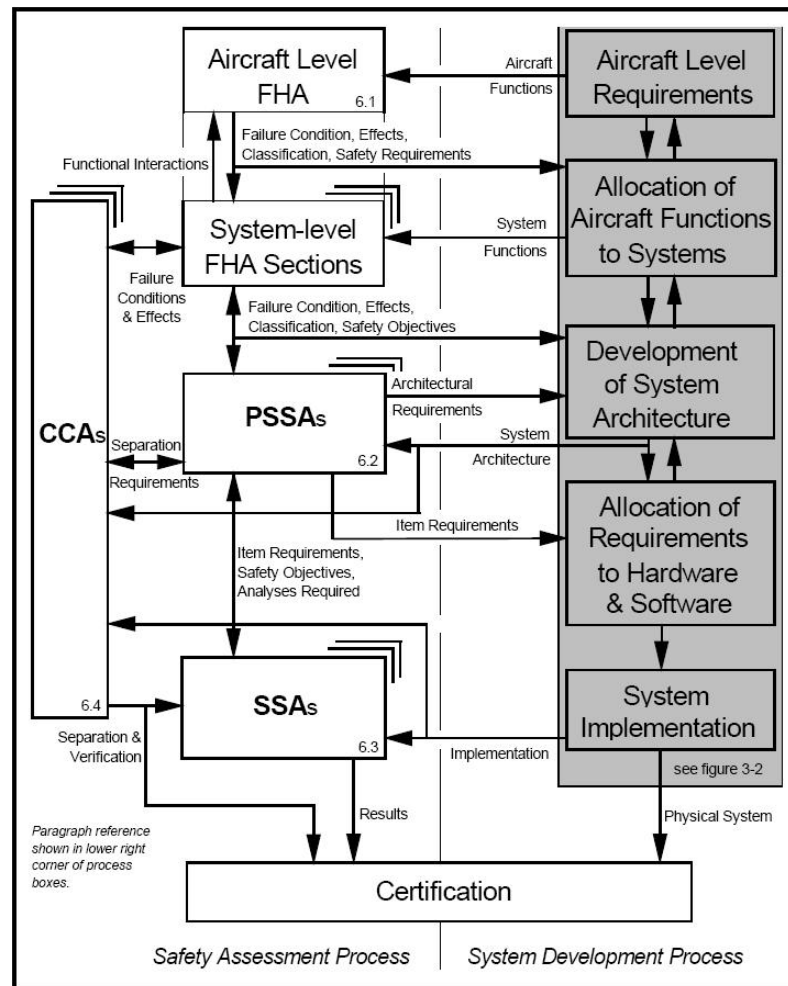 Aircraft Level
FHA
6.1
Aircraft
Functions
Aircraft Level
Requirements
Functional Interactions
Failure Condition, Effects,
Classification, Safety Requirements
Allocation of
Aircraft Functions
to Systems
System-level
FHA Sections
System
Functions
Failure
Conditions
& Effects
Failure Condition, Effects,
Classification, Safety Objectives
Development
of System
Architecture
CCAs
PSSAs
6.2
Architectural
Requirements
Separation
Requirements
System
Architecture
Allocation of
Requirements
to Hardware
& Software
Item Requirements
Item Requirements,
Safety Objectives,
Analyses Required
SSAs
6.3
6.4
System
Implementation
Separation &
Verification
Implementation
see figure 3-2
Results
Physical System
Paragraph reference
shown in lower right
corner of process
boxes.
Certification
Safety Assessment Process
System Development Process